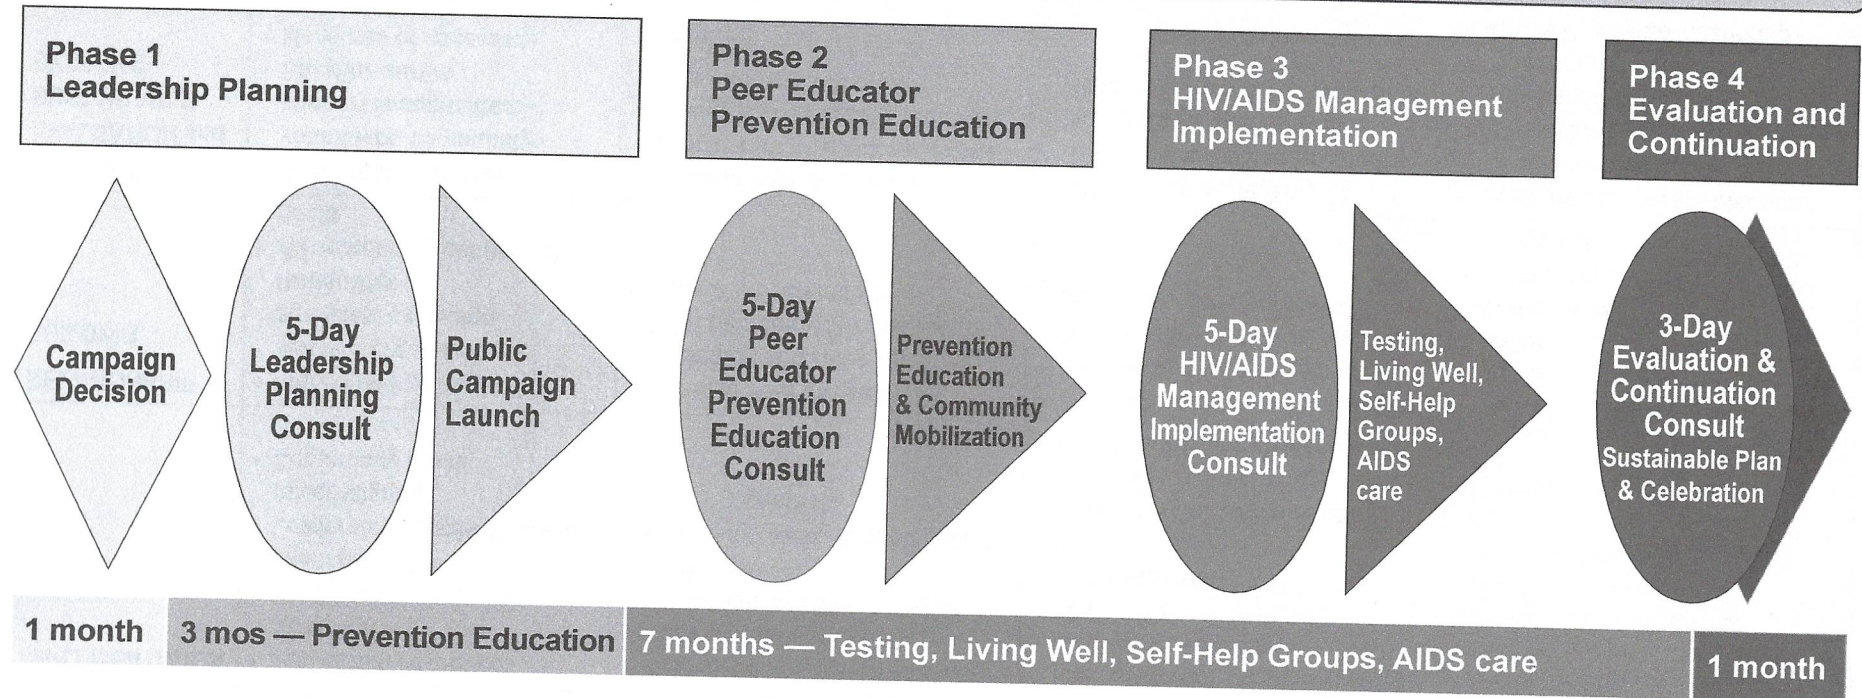 Phase 1
Leadership Planning
Phase 2
Peer Educator
Prevention Education
Phase 3
HIV/AIDS Management
Implementation
Phase 4
Evaluation and
Continuation
Campaign
Decision
5-Day
Leadership
Planning
Consult
Public
Campaign
Launch
5-Day
Peer
Educator
Prevention
Education
Consult
Prevention
Education
& Community
Mobilization
5-Day
HIV/AIDS
Management
Implementation
Consult
Testing,
Living Well,
Self-Help
Groups,
AIDS
care
3-Day
Evaluation &
Continuation
Consult
Sustainable Plan
& Celebration
1 month
3 mos — Prevention Education
7 months — Testing, Living Well, Self-Help Groups, AIDS care
1 month